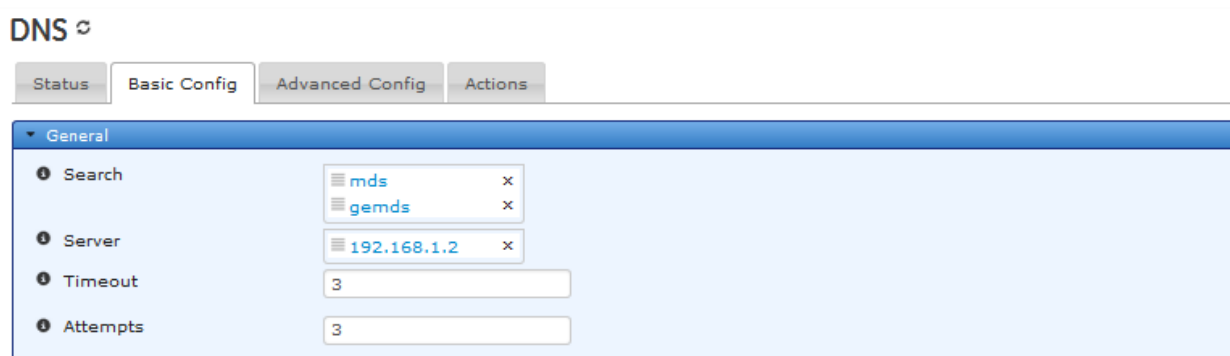 DNS
Status Basic Config Advanced Config Actions
General
Search mds
gemds
Server 192.168.1.2
Timeout 3
Attempts 3